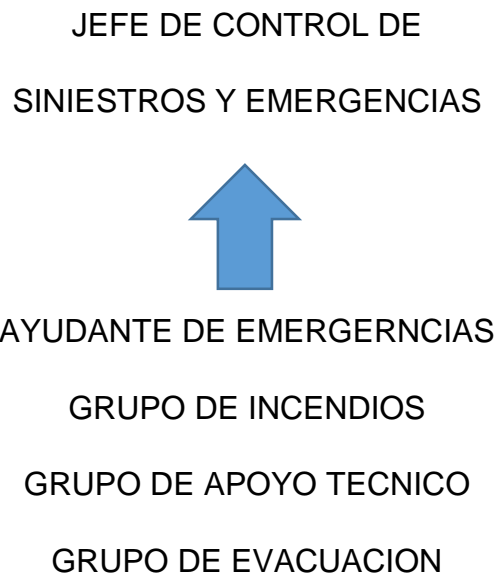 JEFE DE CONTROL DE
SINIESTROS Y EMERGENCIAS
AYUDANTE DE EMERGERNCIAS
GRUPO DE INCENDIOS
GRUPO DE APOYO TECNICO
GRUPO DE EVACUACION